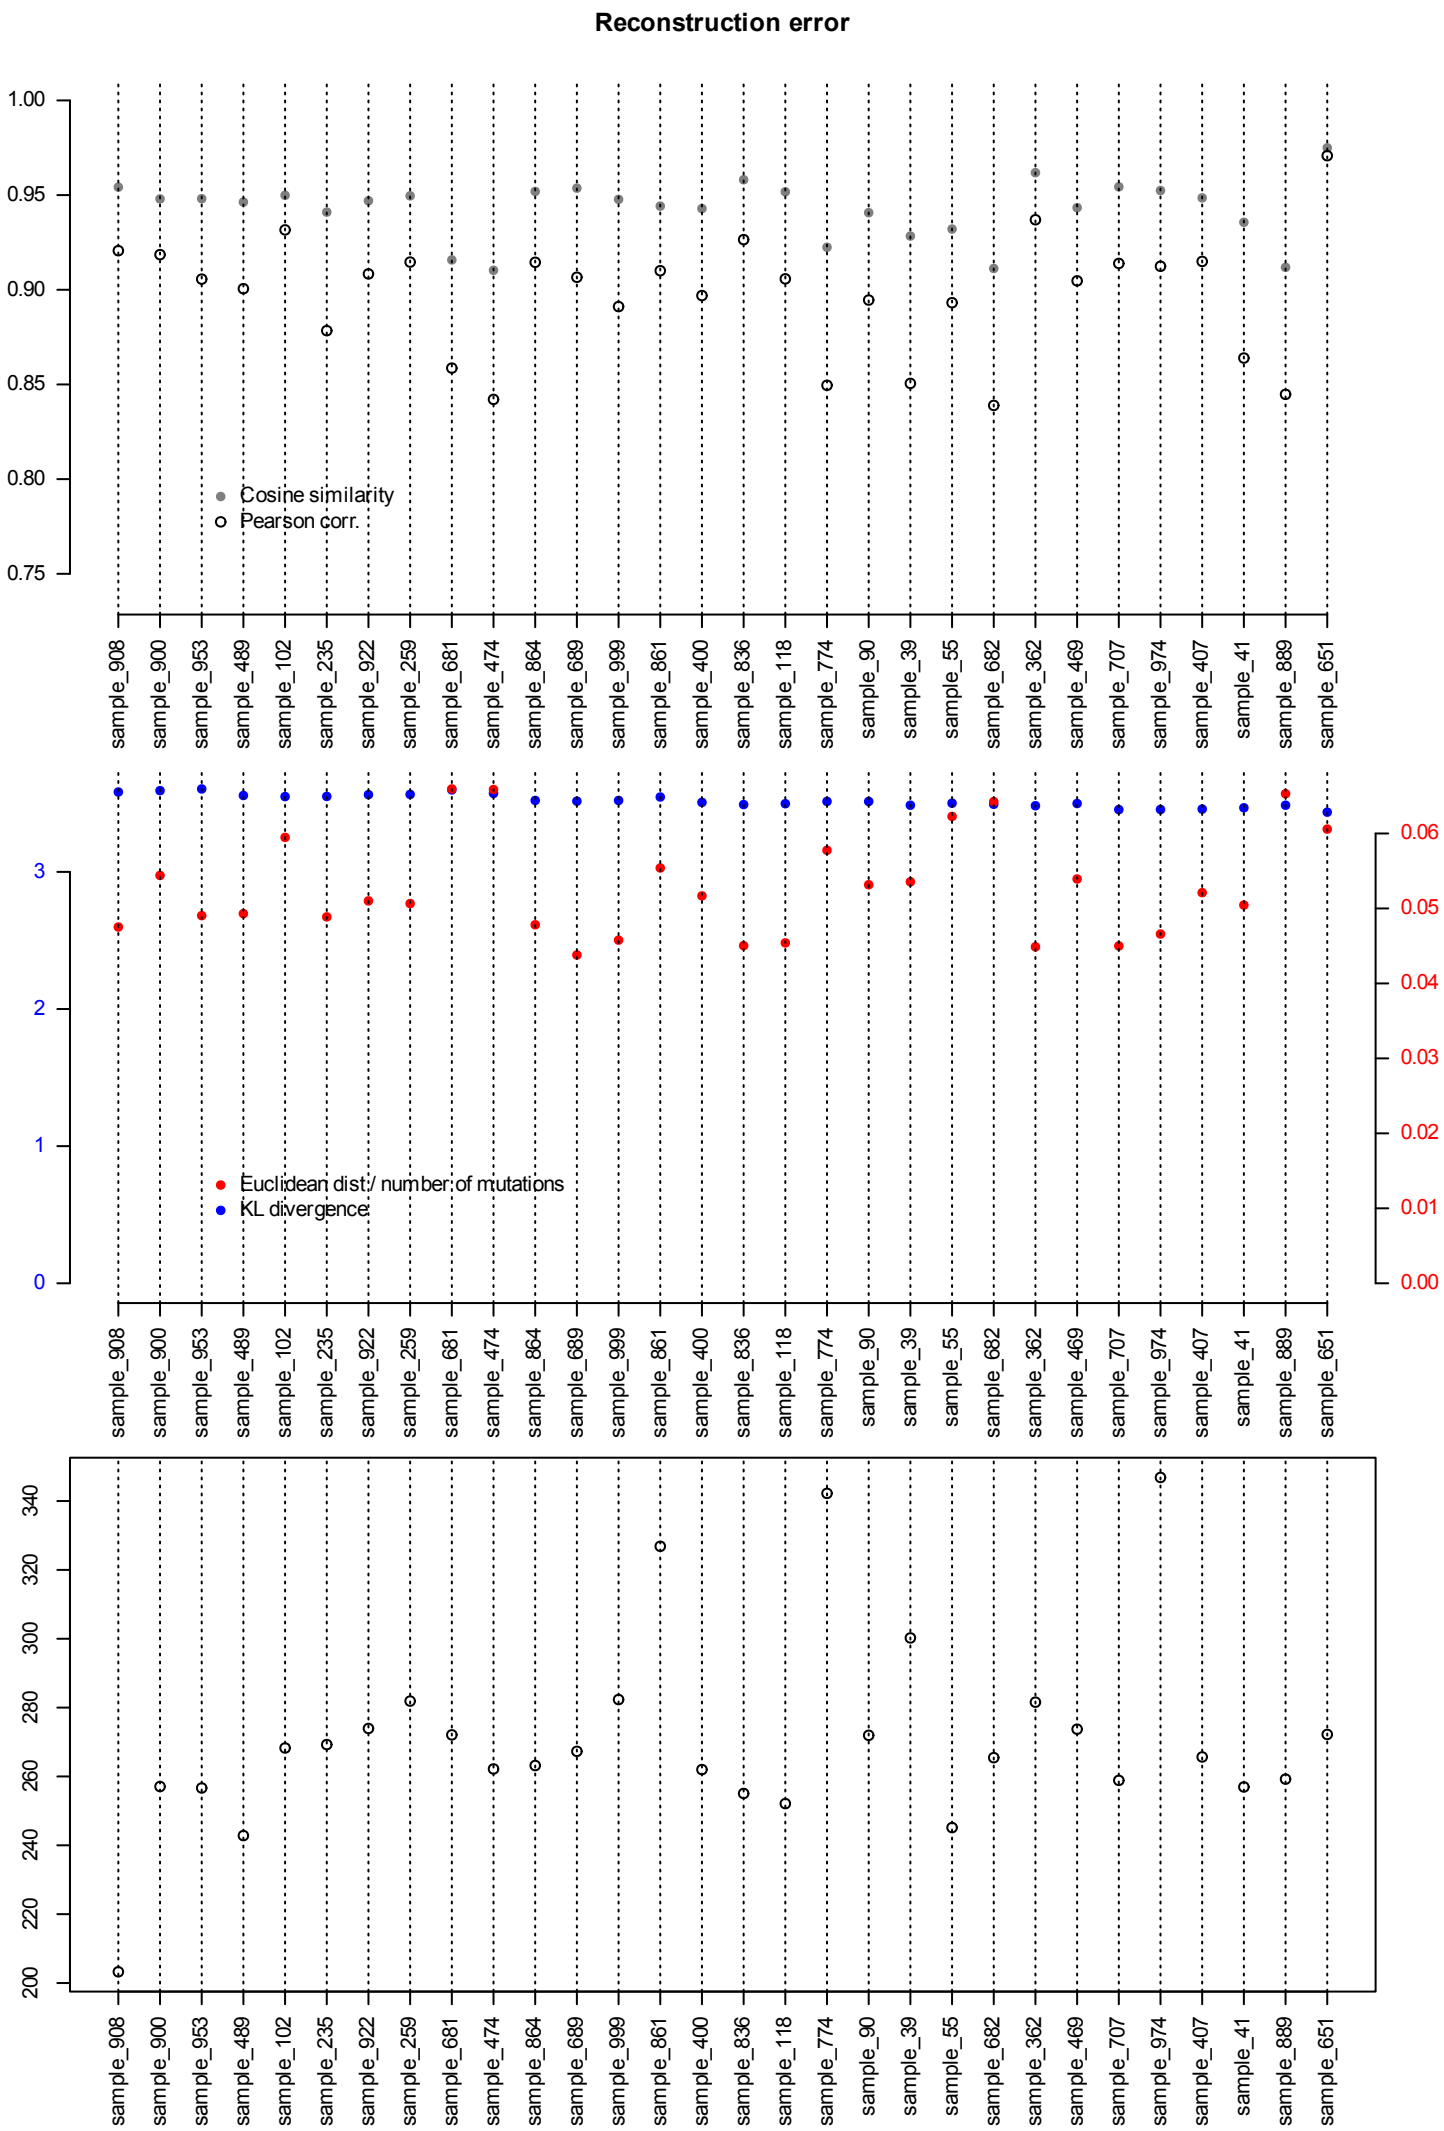 Reconstruction error
1.00
0.95
0.90
0.85
0.80
0.75
Cosine similarity
Pearson corr.
sample_908
sample_900
sample_953
sample_489
sample_102
sample_235
sample_922
sample_259
sample_681
sample_474
sample_864
sample_689
sample_999
sample_861
sample_400
sample_836
sample_118
sample_774
sample_90
sample_39
sample_55
sample_682
sample_362
sample_469
sample_707
sample_974
sample_407
sample_41
sample_889
sample_651
3
2
1
0
Euclidean dist./ number of mutations
KL divergence
0.06
0.05
0.04
0.03
0.02
0.01
0.00
sample_908
sample_900
sample_953
sample_489
sample_102
sample_235
sample_922
sample_259
sample_681
sample_474
sample_864
sample_689
sample_999
sample_861
sample_400
sample_836
sample_118
sample_774
sample_90
sample_39
sample_55
sample_682
sample_362
sample_469
sample_707
sample_974
sample_407
sample_41
sample_889
sample_651
340
320
300
280
260
240
220
200
sample_908
sample_900
sample_953
sample_489
sample_102
sample_235
sample_922
sample_259
sample_681
sample_474
sample_864
sample_689
sample_999
sample_861
sample_400
sample_836
sample_118
sample_774
sample_90
sample_39
sample_55
sample_682
sample_362
sample_469
sample_707
sample_974
sample_407
sample_41
sample_889
sample_651